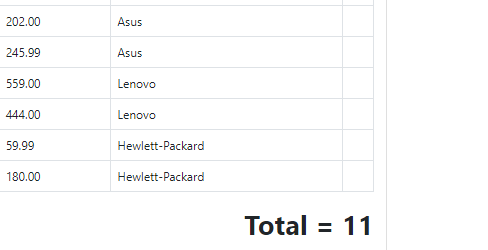 202.00 Asus
245.99 Asus
559.00 Lenovo
444.00 Lenovo
59.99 Hewlett-Packard
180.00 Hewlett-Packard
Total = 11